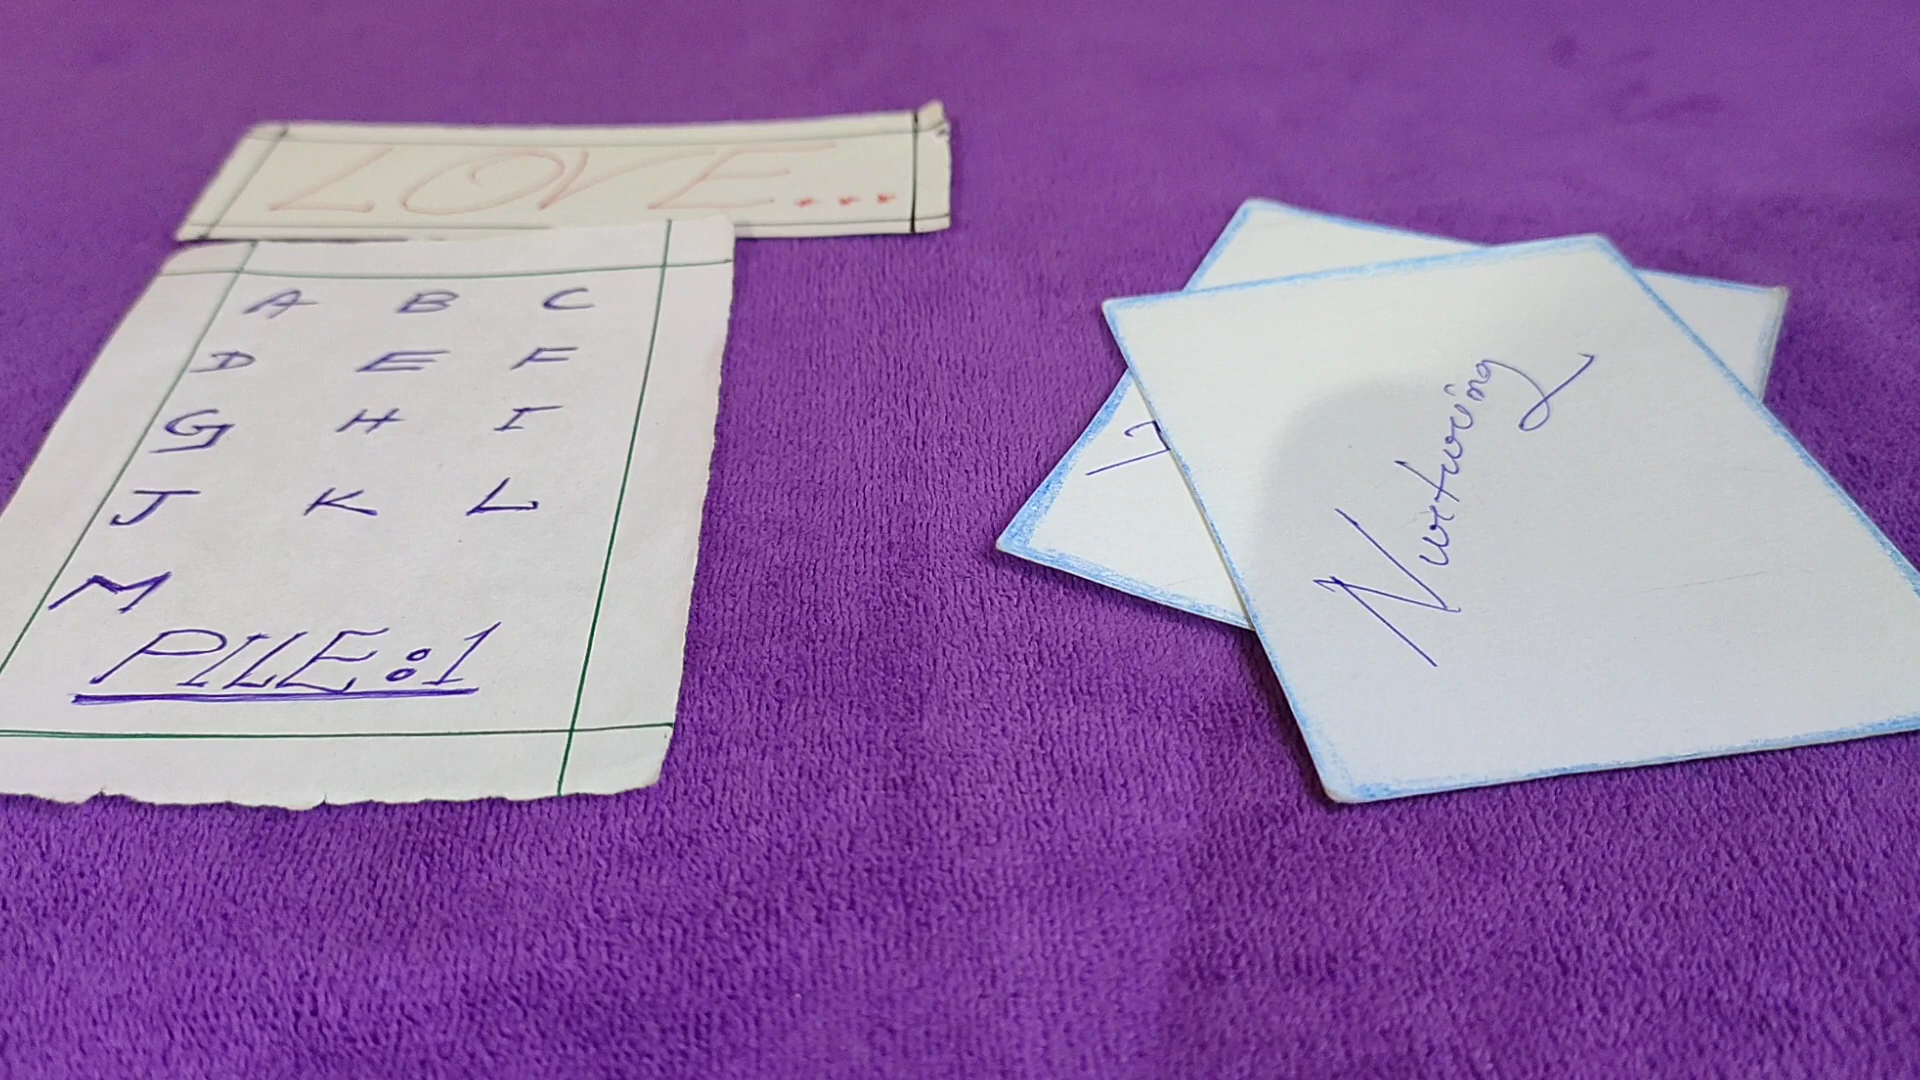 LOVE...
A B C
D E F
G H I
J K L
M
PILE:1
Nurturing